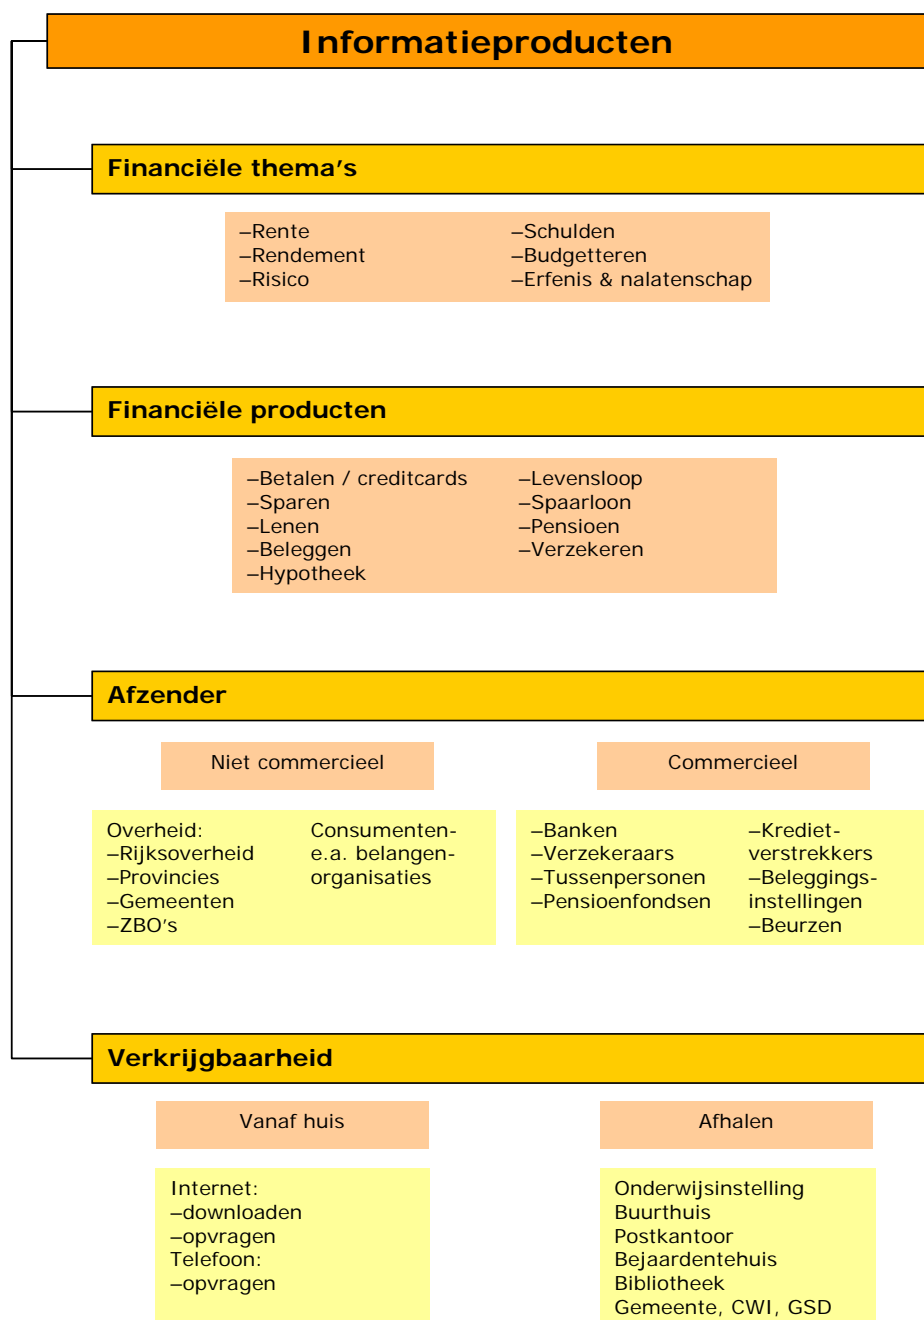 Informatieproducten
Financiële thema's
–Rente
–Rendement
–Risico
–Schulden
–Budgetteren
–Erfenis & nalatenschap
Financiële producten
–Betalen / creditcards
–Sparen
–Lenen
–Beleggen
–Hypotheek
–Levensloop
–Spaarloon
–Pensioen
–Verzekeren
Afzender
Niet commercieel
Overheid:
–Rijksoverheid
–Provincies
–Gemeenten
–ZBO's
Consumenten-
e.a. belangen-
organisaties
Commercieel
–Banken
–Verzekeraars
–Tussenpersonen
–Pensioenfondsen
–Krediet-
verstrekkers
–Beleggings-
instellingen
–Beurzen
Verkrijgbaarheid
Vanaf huis
Internet:
–downloaden
–opvragen
Telefoon:
–opvragen
Afhalen
Onderwijsinstelling
Buurthuis
Postkantoor
Bejaardentehuis
Bibliotheek
Gemeente, CWI, GSD